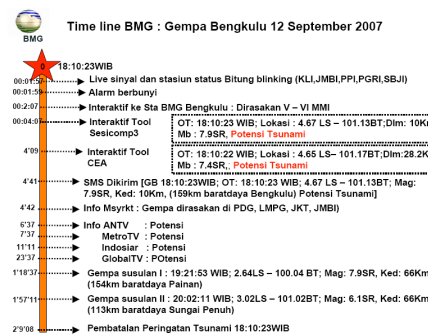 Time line BMG : Gempa Bengkulu 12 September 2007
BMG
0 18:10:23WIB
00:01:57 Live sinyal dan stasiun status Bitung blinking (KLI,JMBI,PPI,PGRI,SBJI)
00:01:59 Alarm berbunyi
00:2:07 Interaktif ke Sta BMG Bengkulu : Dirasakan V – VI MMI
00:04:07 Interaktif Tool Sesicomp3
OT: 18:10:23 WIB; Lokasi : 4.67 LS – 101.13BT;Dlm: 10Km
Mb : 7.9SR, Potensi Tsunami
4'09 Interaktif Tool CEA
OT: 18:10:22 WIB; Lokasi : 4.65 LS– 101.17BT;Dlm:28.2K
Mb : 7.4SR,: Potensi Tsunami
4'41 SMS Dikirim [GB 18:10:23WIB; OT: 18:10:23 WIB; 4.67 LS – 101.13BT; Mag:
7.9SR, Ked: 10Km, (159km baratdaya Bengkulu) Potensi Tsunami]
4'42 Info Msyrkt : Gempa dirasakan di PDG, LMPG, JKT, JMBI)
6'37 Info ANTV : Potensi
7'37 MetroTV : Potensi
11'11 Indosiar : Potensi
23'37 GlobalTV : POtensi
1'18'37 Gempa susulan I : 19:21:53 WIB; 2.64LS – 100.04 BT; Mag: 7.9SR, Ked: 66Km
(154km baratdaya Painan)
1'57'11 Gempa susulan II : 20:02:11 WIB; 3.02LS – 101.02BT; Mag: 6.1SR, Ked: 66Km
(113km baratdaya Sungai Penuh)
2'9'08 Pembatalan Peringatan Tsunami 18:10:23WIB